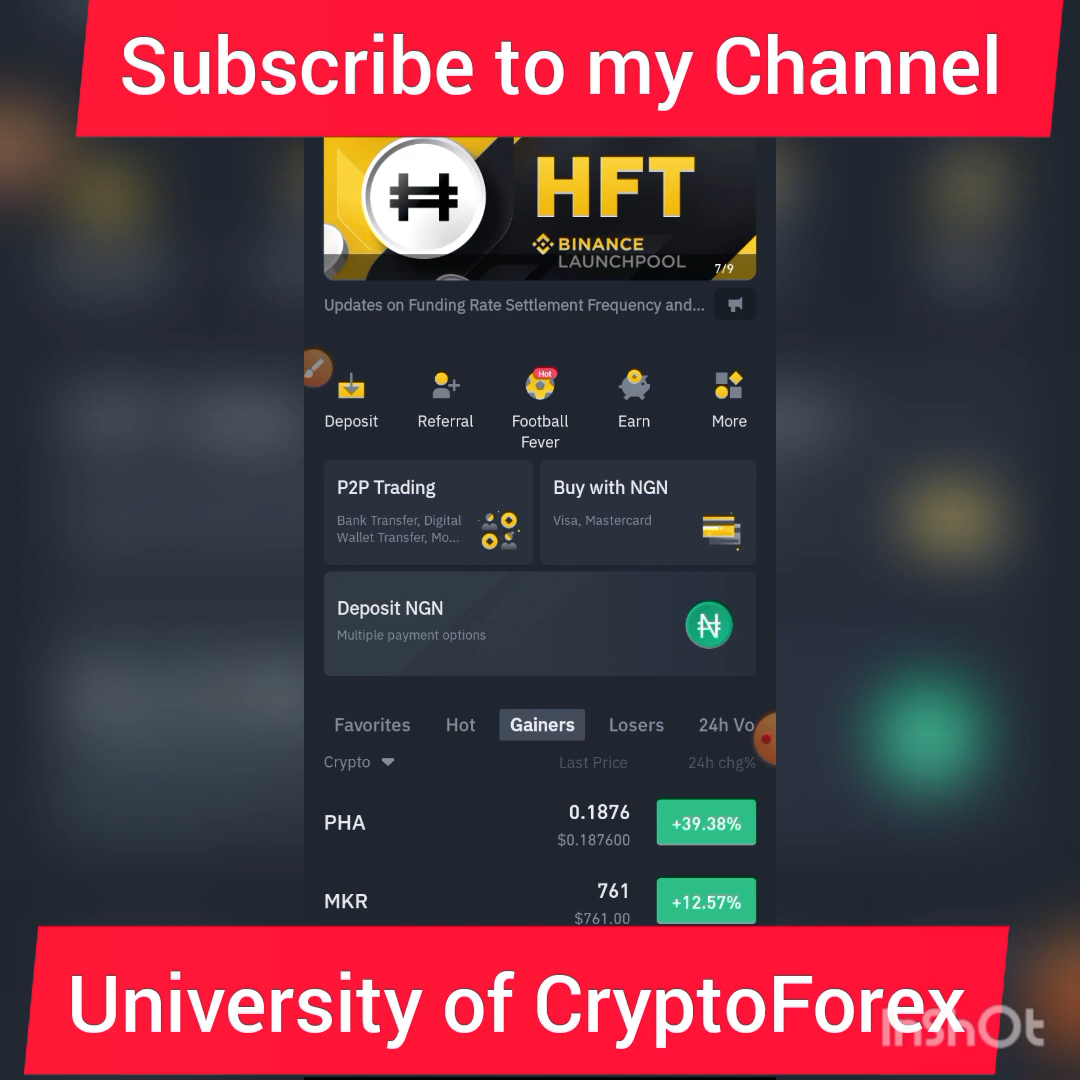 Subscribe to my Channel
HFT
BINANCE
LAUNCHPOOL
7/9
Updates on Funding Rate Settlement Frequency and...
Hot
Deposit
Referral
Football
Fever
Earn
More
P2P Trading
Bank Transfer, Digital
Wallet Transfer, Mo...
Buy with NGN
Visa, Mastercard
Deposit NGN
Multiple payment options
Favorites Hot Gainers Losers 24h Vo
Crypto Last Price 24h chg%
PHA 0.1876 +39.38%
$0.187600
MKR 761 +12.57%
$761.00
University of CryptoForex
InShOt